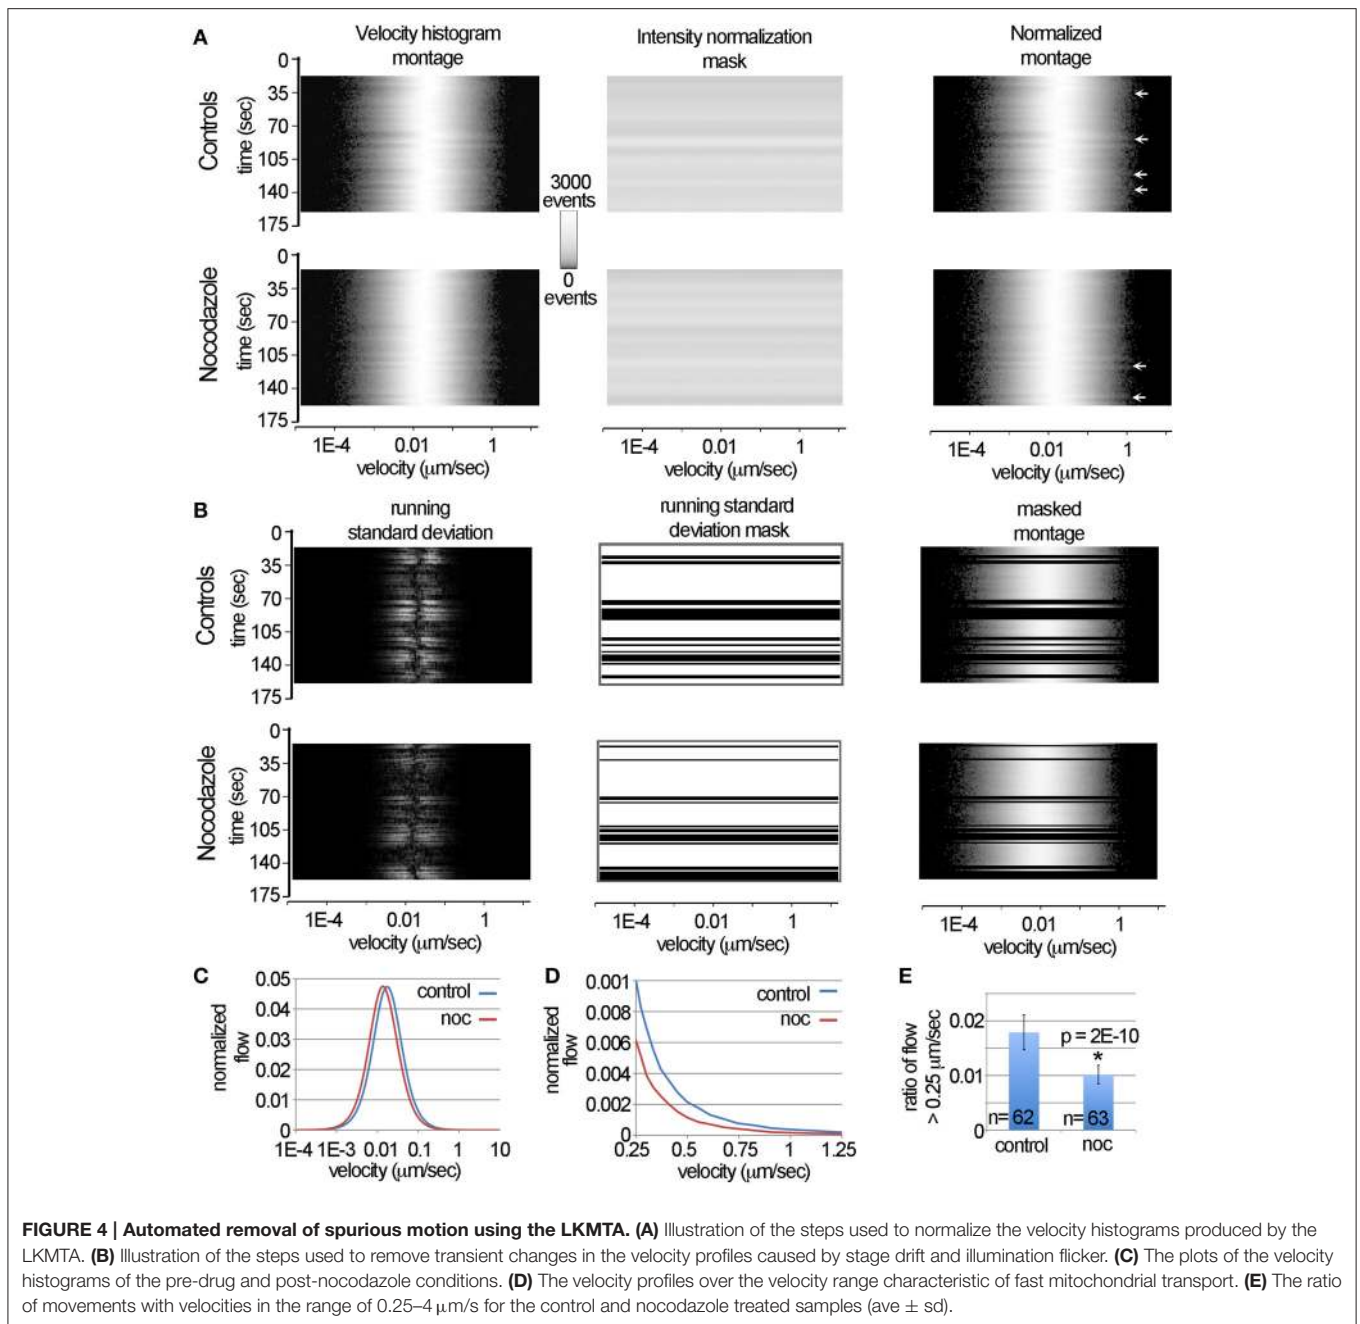 A
Velocity histogram
montage
Intensity normalization
mask
Normalized
montage
Controls
time (sec)
0
35
70
105
140
175
3000
events
0
events
Nocodazole
time (sec)
0
35
70
105
140
175
1E-4 0.01 1
velocity (µm/sec)
1E-4 0.01 1
velocity (µm/sec)
1E-4 0.01 1
velocity (µm/sec)
B
running
standard deviation
running standard
deviation mask
masked
montage
Controls
time (sec)
0
35
70
105
140
175
Nocodazole
time (sec)
0
35
70
105
140
175
1E-4 0.01 1
velocity (µm/sec)
1E-4 0.01 1
velocity (µm/sec)
1E-4 0.01 1
velocity (µm/sec)
C
normalized
flow
0.05
0.04
0.03
0.02
0.01
0
control
noc
1E-4 1E-3 0.01 0.1 1 10
velocity (µm/sec)
D
normalized
flow
0.001
0.008
0.006
0.004
0.002
0
control
noc
0.25 0.5 0.75 1 1.25
velocity (µm/sec)
E
ratio of flow
> 0.25 µm/sec
0.02
0.01
0
p = 2E-10
*
n= 62
n= 63
control
noc
FIGURE 4 | Automated removal of spurious motion using the LKMTA. (A) Illustration of the steps used to normalize the velocity histograms produced by the
LKMTA. (B) Illustration of the steps used to remove transient changes in the velocity profiles caused by stage drift and illumination flicker. (C) The plots of the velocity
histograms of the pre-drug and post-nocodazole conditions. (D) The velocity profiles over the velocity range characteristic of fast mitochondrial transport. (E) The ratio
of movements with velocities in the range of 0.25–4 µm/s for the control and nocodazole treated samples (ave ± sd).